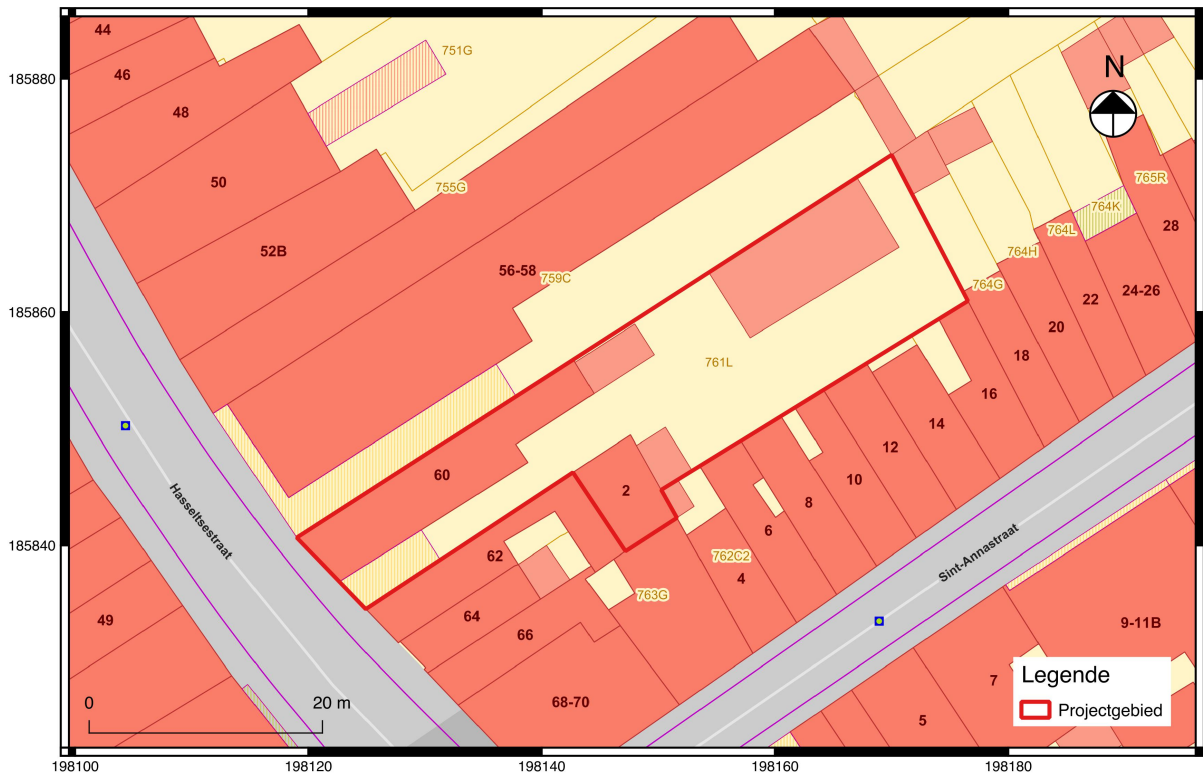 44
46
751G
N
185880
48
50
755G
765R
764K
52B
764L
28
56-58
759C
764H
764G
24-26
22
185860
20
18
761L
16
14
12
60
10
2
8
6
Hasseltsestraat
185840
62
762C2
4
Sint-Annastraat
763G
49
64
66
9-11B
Legende
Projectgebied
7
0 20 m
68-70
5
198100 198120 198140 198160 198180